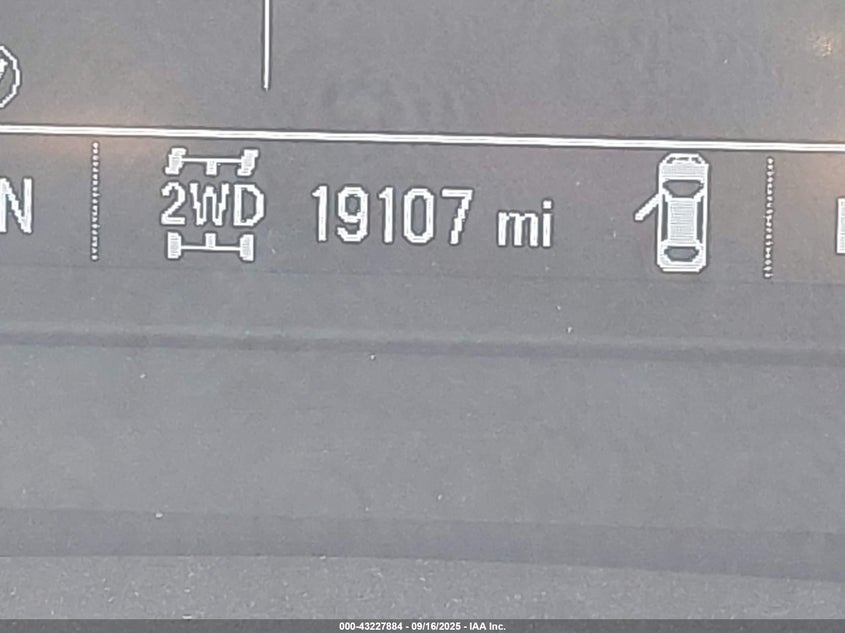 N 2WD 19107 mi
000-43227884 - 09/16/2025 - IAA Inc.